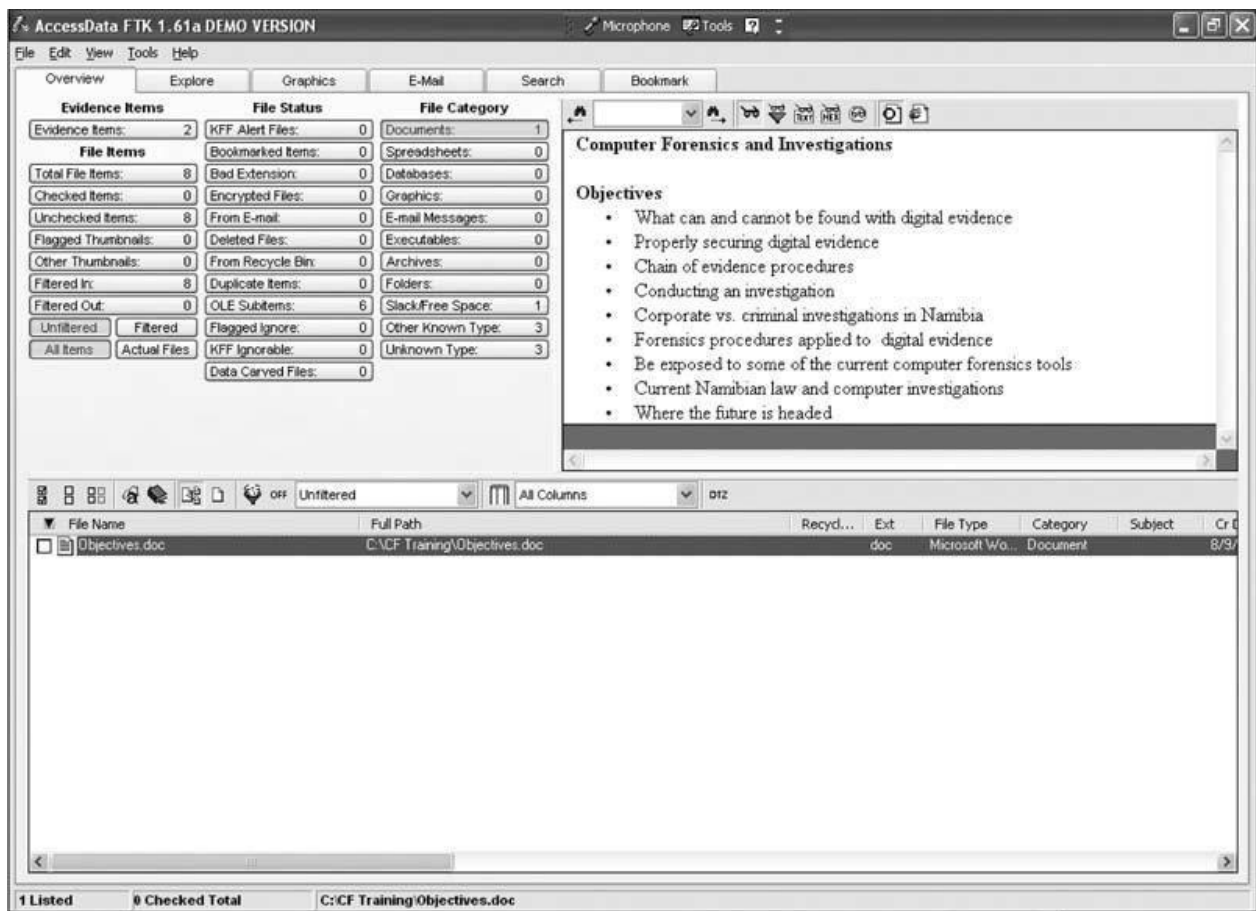 AccessData FTK 1.61a DEMO VERSION
Microphone Tools
File Edit View Tools Help
Overview Explore Graphics E-Mail Search Bookmark
Evidence Items
Evidence Items: 2
File Items
Total File Items: 8
Checked Items: 0
Unchecked Items: 8
Flagged Thumbnails: 0
Other Thumbnails: 0
Filtered In: 8
Filtered Out: 0
Unfiltered Filtered
All Items Actual Files
File Status
KFF Alert Files: 0
Bookmarked Items: 0
Bad Extension: 0
Encrypted Files: 0
From E-mail: 0
Deleted Files: 0
From Recycle Bin: 0
Duplicate Items: 0
OLE Subitems: 6
Flagged Ignore: 0
KFF Ignorable: 0
Data Carved Files: 0
File Category
Documents: 1
Spreadsheets: 0
Databases: 0
Graphics: 0
E-mail Messages: 0
Executables: 0
Archives: 0
Folders: 0
Slack/Free Space: 1
Other Known Type: 3
Unknown Type: 3
Computer Forensics and Investigations
Objectives
• What can and cannot be found with digital evidence
• Properly securing digital evidence
• Chain of evidence procedures
• Conducting an investigation
• Corporate vs. criminal investigations in Namibia
• Forensics procedures applied to digital evidence
• Be exposed to some of the current computer forensics tools
• Current Namibian law and computer investigations
• Where the future is headed
OFF Unfiltered All Columns DTZ
File Name Full Path Recycl... Ext File Type Category Subject Cr D
Objectives.doc C:\CF Training\Objectives.doc doc Microsoft Wo... Document 8/9/
1 Listed 0 Checked Total C:\CF Training\Objectives.doc